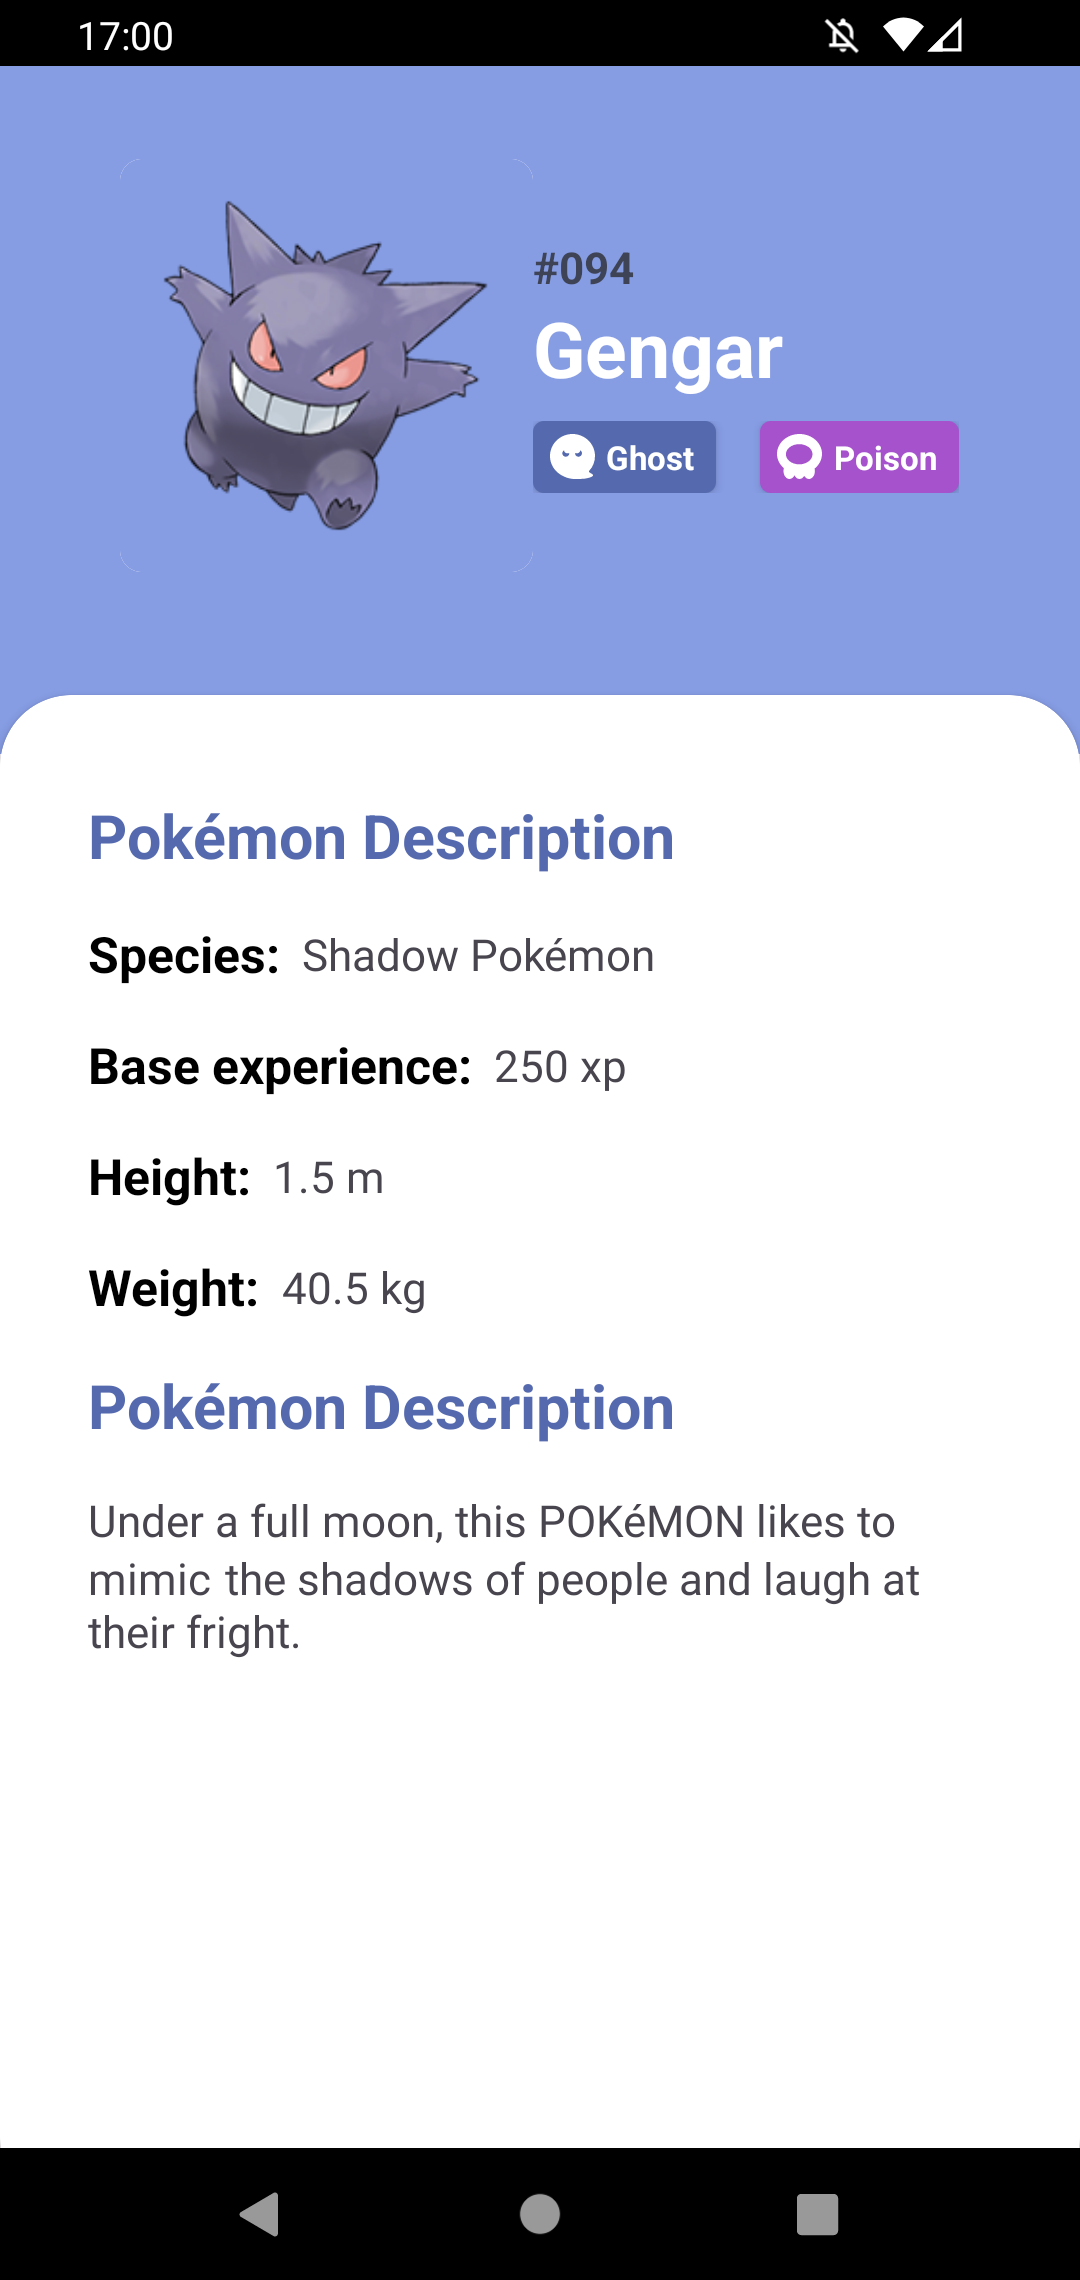 17:00
#094
Gengar
Ghost
Poison
Pokémon Description
Species: Shadow Pokémon
Base experience: 250 xp
Height: 1.5 m
Weight: 40.5 kg
Pokémon Description
Under a full moon, this POKéMON likes to
mimic the shadows of people and laugh at
their fright.